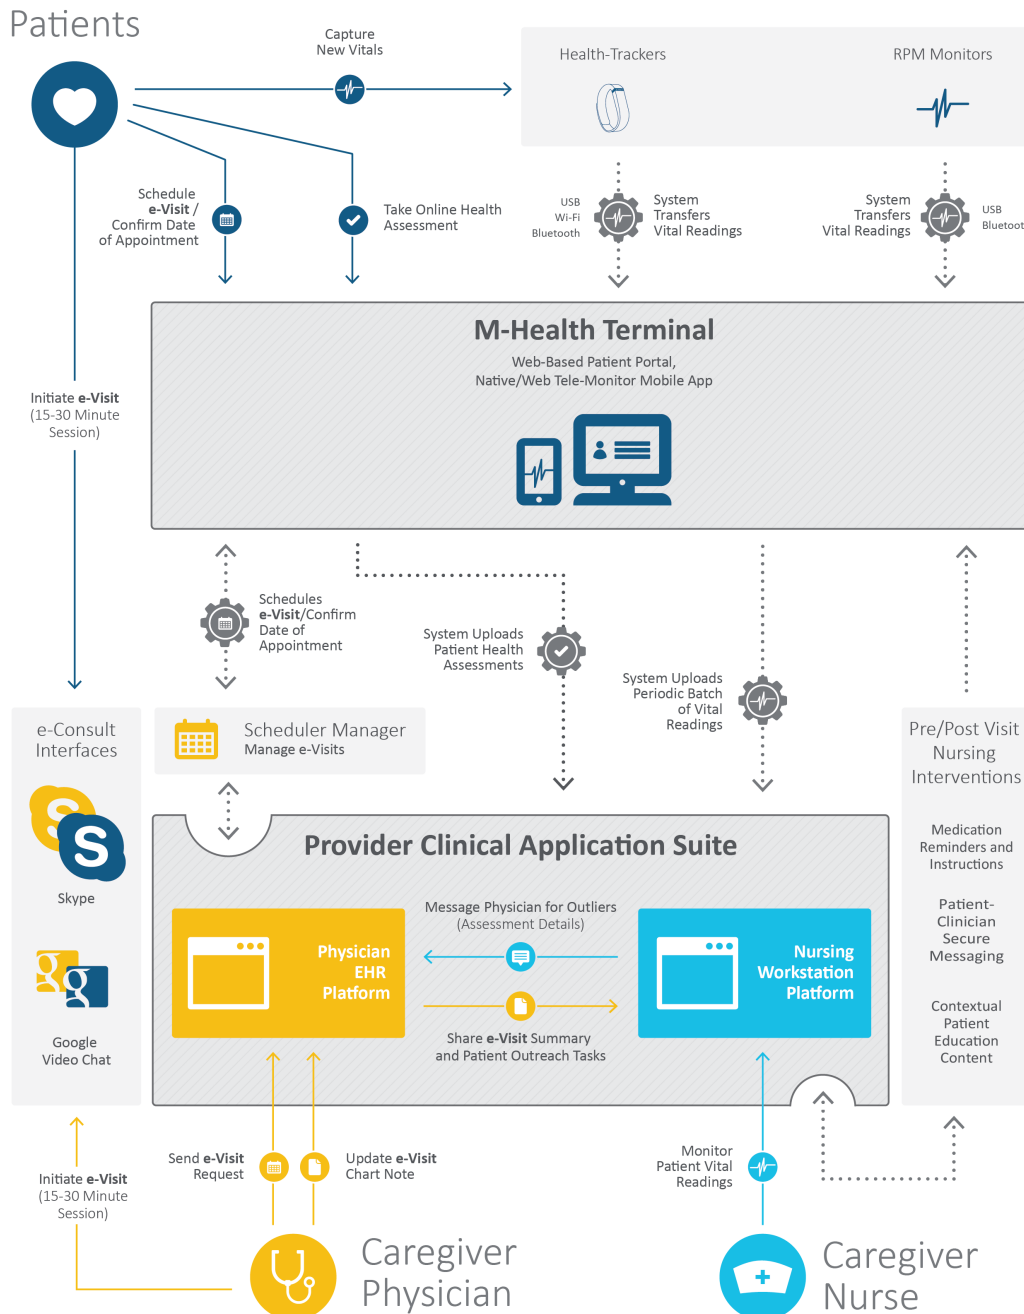 Patients
Capture
New Vitals
Health-Trackers
RPM Monitors
Schedule
e-Visit /
Confirm Date
of Appointment
Take Online Health
Assessment
USB
Wi-Fi
Bluetooth
System
Transfers
Vital Readings
System
Transfers
Vital Readings
USB
Bluetoot
M-Health Terminal
Web-Based Patient Portal,
Native/Web Tele-Monitor Mobile App
Initiate e-Visit
(15-30 Minute
Session)
Schedules
e-Visit/Confirm
Date of
Appointment
System Uploads
Patient Health
Assessments
System Uploads
Periodic Batch
of Vital
Readings
e-Consult
Interfaces
S
S
Skype
g
g
Google
Video Chat
Scheduler Manager
Manage e-Visits
Pre/Post Visit
Nursing
Interventions
Medication
Reminders and
Instructions
Patient-
Clinician
Secure
Messaging
Contextual
Patient
Education
Content
Provider Clinical Application Suite
Physician
EHR
Platform
Message Physician for Outliers
(Assessment Details)
Share e-Visit Summary
and Patient Outreach Tasks
Nursing
Workstation
Platform
Send e-Visit
Request
Update e-Visit
Chart Note
Monitor
Patient Vital
Readings
Initiate e-Visit
(15-30 Minute
Session)
Caregiver
Physician
Caregiver
Nurse